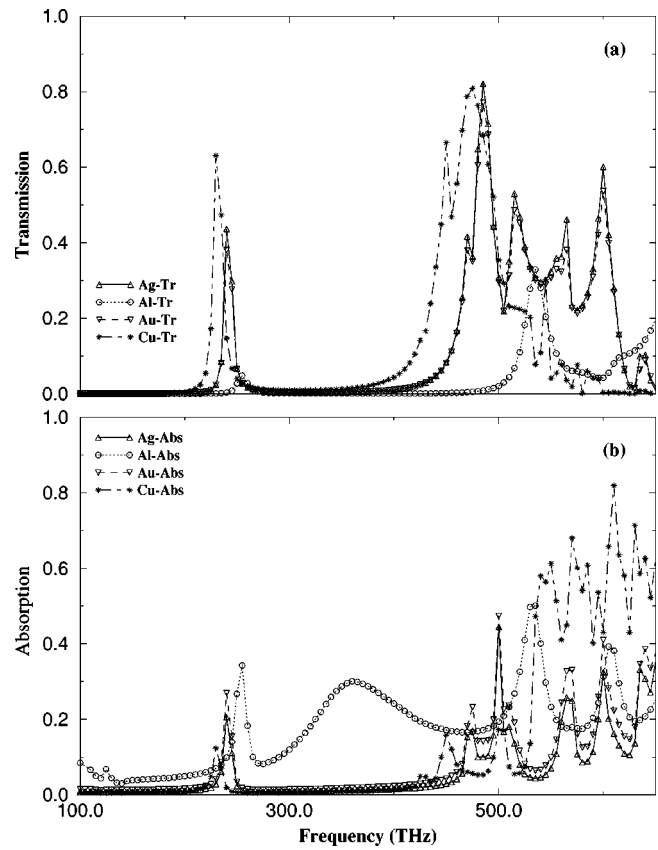 1.0
(a)
0.8
0.6
Transmission
0.4
Ag-Tr
Al-Tr
Au-Tr
Cu-Tr
0.2
0.0
1.0
Ag-Abs
(b)
Al-Abs
Au-Abs
Cu-Abs
0.8
0.6
Absorption
0.4
0.2
0.0
100.0 300.0 500.0
Frequency (THz)